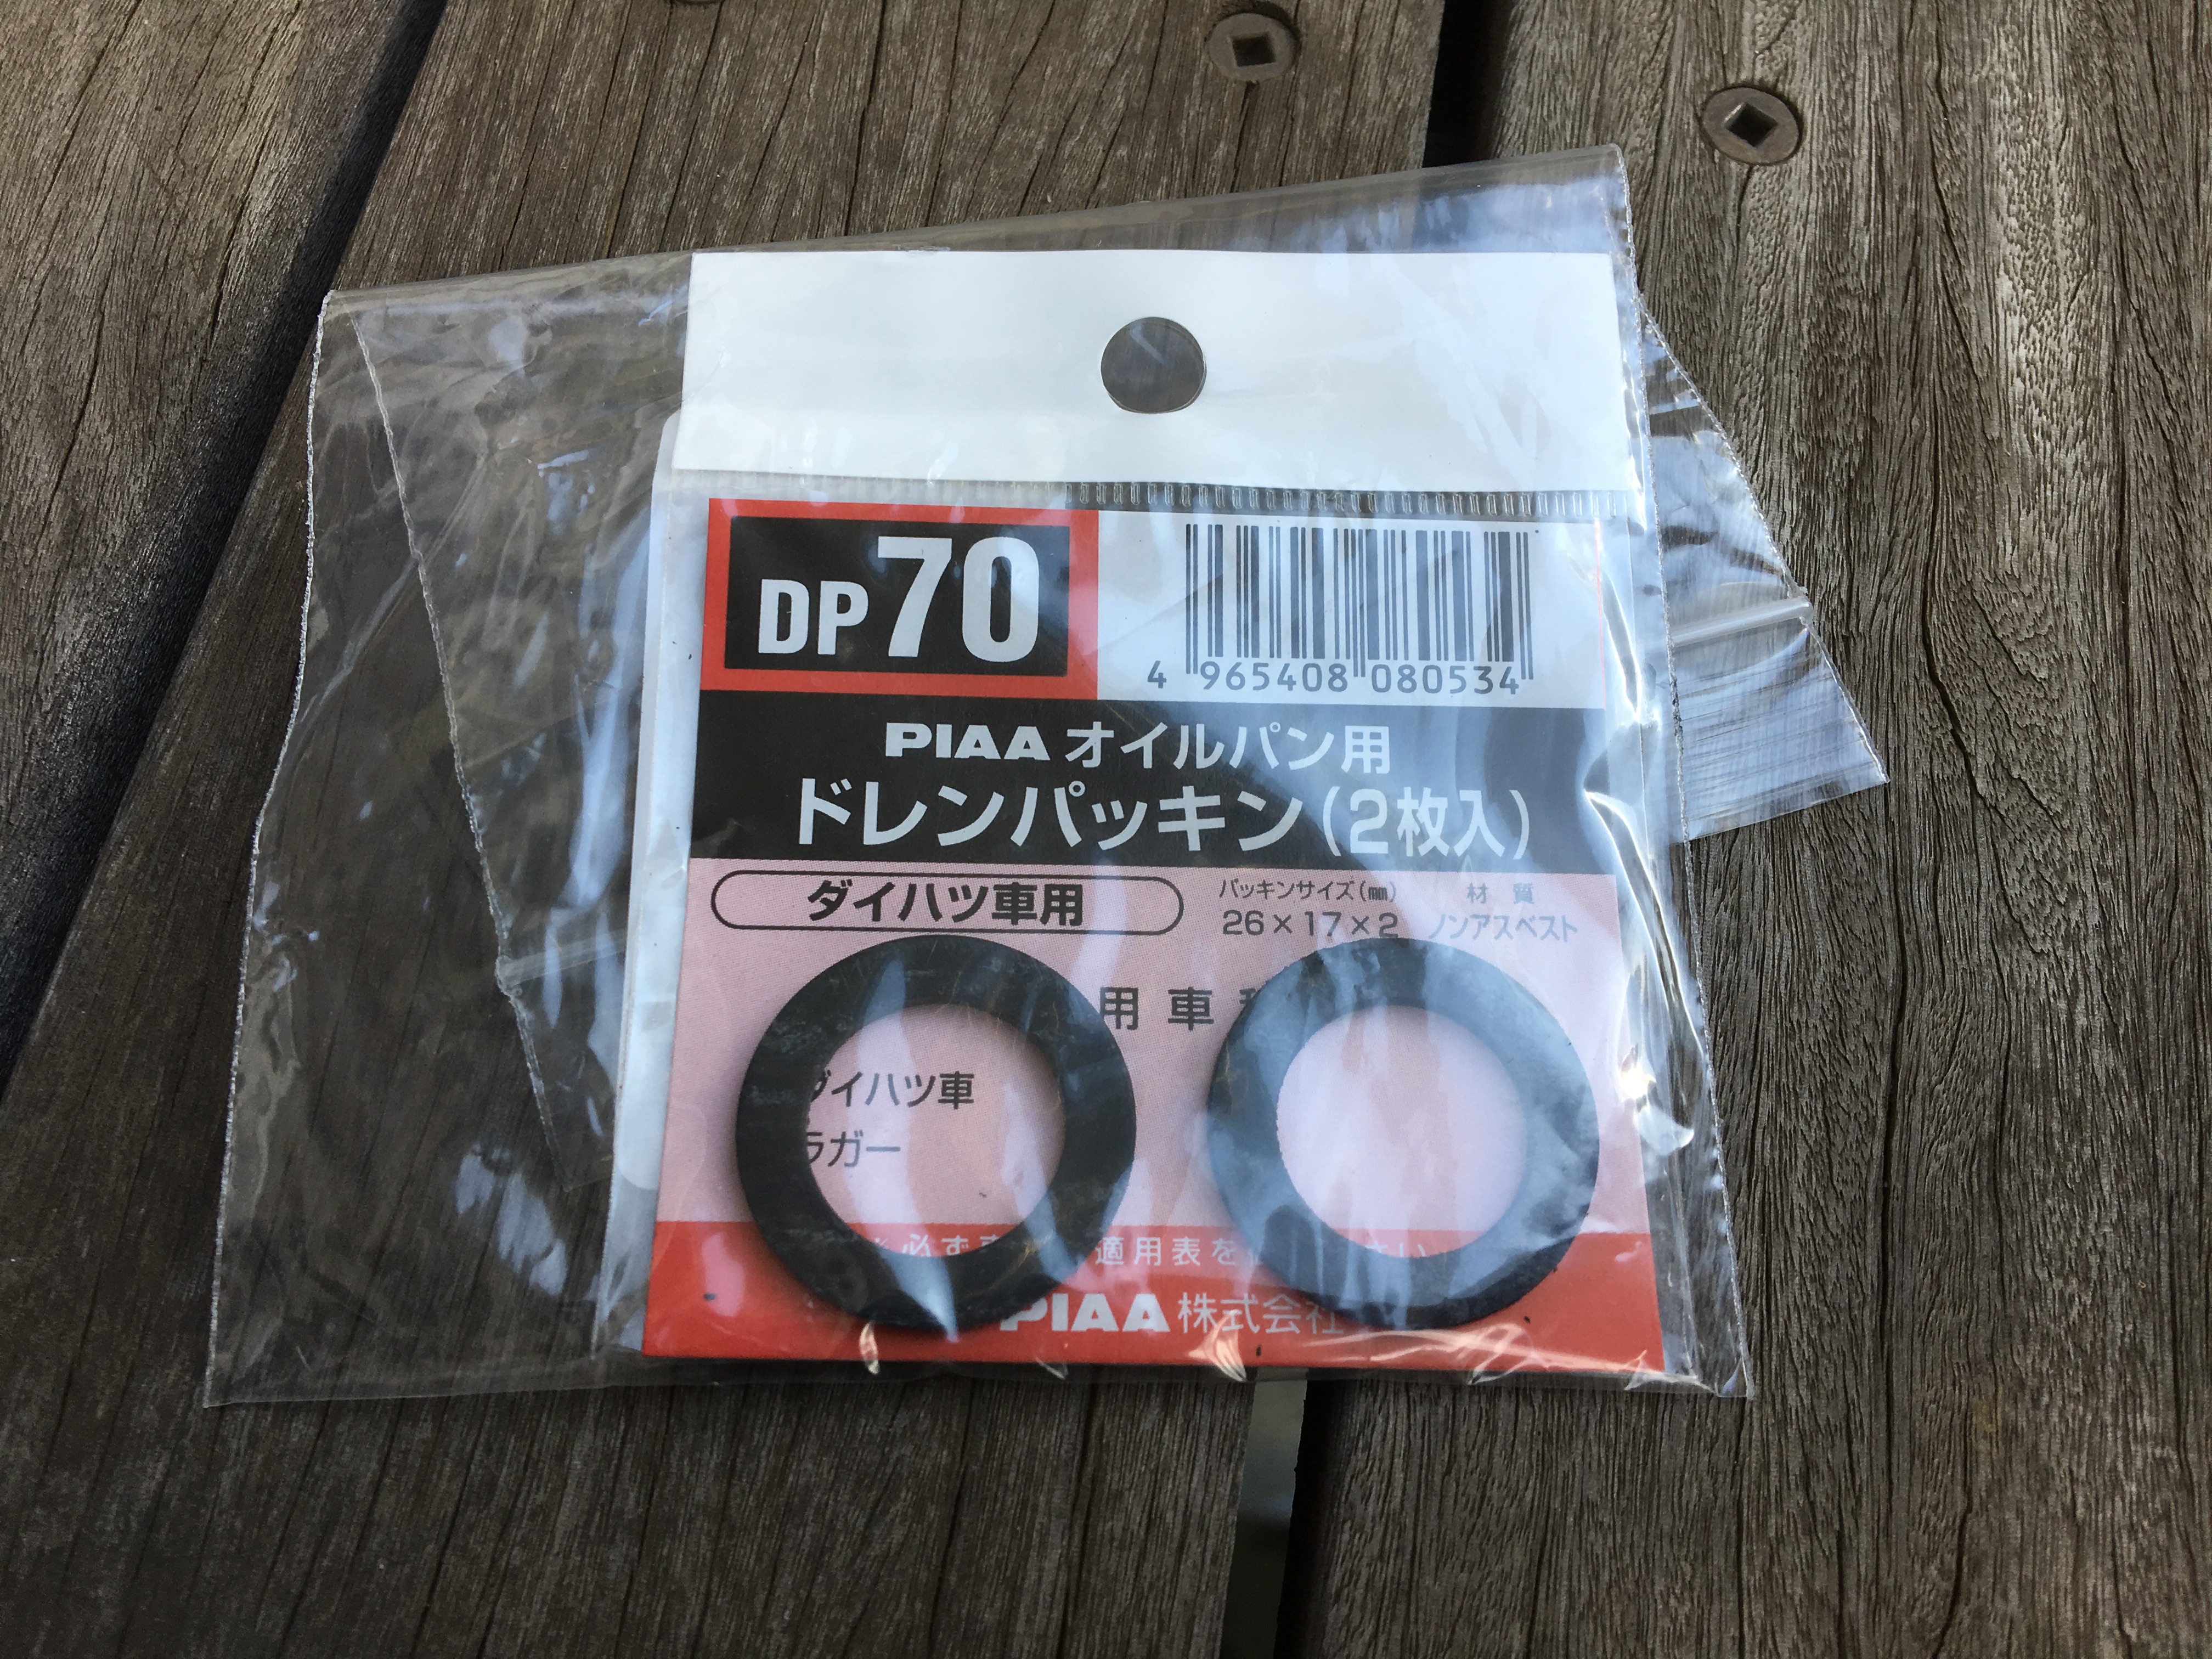 DP70
4 965408 080534
PIAA オイルパン用
ドレンパッキン(2枚入)
ダイハツ車用
パッキンサイズ(㎜)
26×17×2
材 質
ノンアスベスト
用 車
ダイハツ車
ラガー
必ず
適用表を
PIAA 株式会社